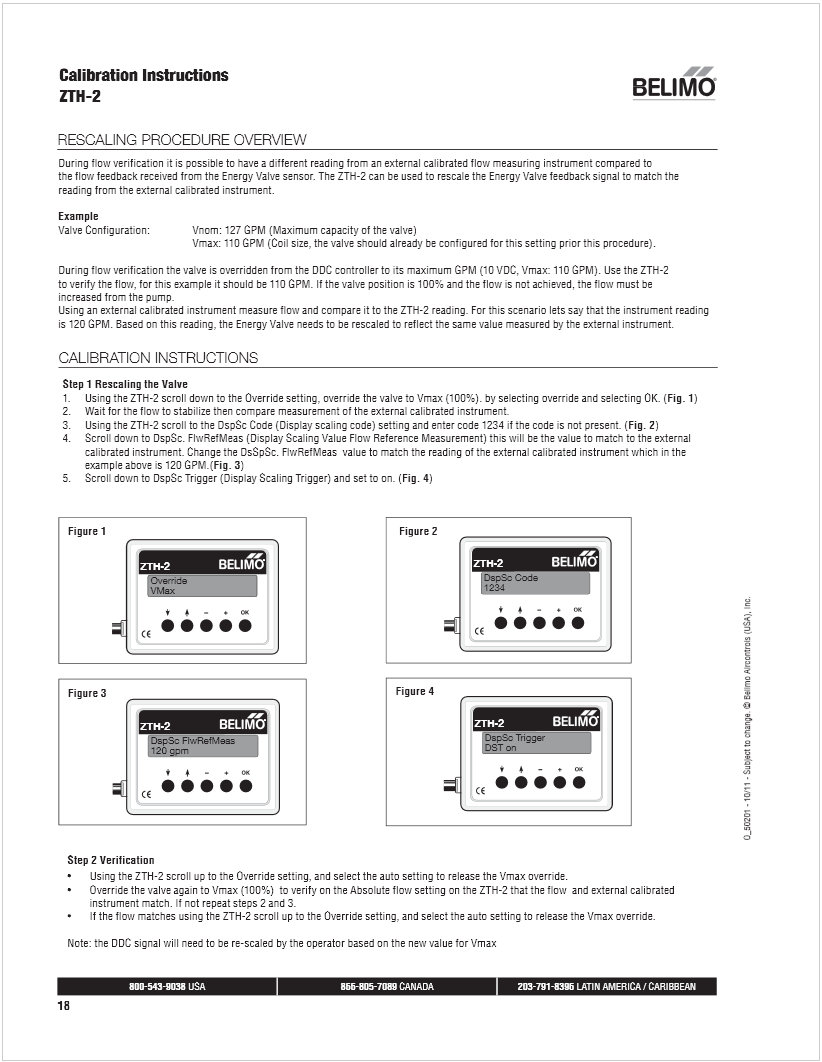 Calibration Instructions
ZTH-2
BELIMO®
RESCALING PROCEDURE OVERVIEW
During flow verification it is possible to have a different reading from an external calibrated flow measuring instrument compared to
the flow feedback received from the Energy Valve sensor. The ZTH-2 can be used to rescale the Energy Valve feedback signal to match the
reading from the external calibrated instrument.
Example
Valve Configuration: Vnom: 127 GPM (Maximum capacity of the valve)
Vmax: 110 GPM (Coil size, the valve should already be configured for this setting prior this procedure).
During flow verification the valve is overridden from the DDC controller to its maximum GPM (10 VDC, Vmax: 110 GPM). Use the ZTH-2
to verify the flow, for this example it should be 110 GPM. If the valve position is 100% and the flow is not achieved, the flow must be
increased from the pump.
Using an external calibrated instrument measure flow and compare it to the ZTH-2 reading. For this scenario lets say that the instrument reading
is 120 GPM. Based on this reading, the Energy Valve needs to be rescaled to reflect the same value measured by the external instrument.
CALIBRATION INSTRUCTIONS
Step 1 Rescaling the Valve
1. Using the ZTH-2 scroll down to the Override setting, override the valve to Vmax (100%). by selecting override and selecting OK. (Fig. 1)
2. Wait for the flow to stabilize then compare measurement of the external calibrated instrument.
3. Using the ZTH-2 scroll to the DspSc Code (Display scaling code) setting and enter code 1234 if the code is not present. (Fig. 2)
4. Scroll down to DspSc. FlwRefMeas (Display Scaling Value Flow Reference Measurement) this will be the value to match to the external
calibrated instrument. Change the DsSpSc. FlwRefMeas value to match the reading of the external calibrated instrument which in the
example above is 120 GPM.(Fig. 3)
5. Scroll down to DspSc Trigger (Display Scaling Trigger) and set to on. (Fig. 4)
Figure 1
ZTH-2 BELIMO
Override
VMax
− + OK
CE
Figure 2
ZTH-2 BELIMO
DspSc Code
1234
− + OK
CE
Figure 3
ZTH-2 BELIMO
DspSc FlwRefMeas
120 gpm
− + OK
CE
Figure 4
ZTH-2 BELIMO
DspSc Trigger
DST on
− + OK
CE
O_50201 - 10/11 - Subject to change. © Belimo Aircontrols (USA), Inc.
Step 2 Verification
• Using the ZTH-2 scroll up to the Override setting, and select the auto setting to release the Vmax override.
• Override the valve again to Vmax (100%) to verify on the Absolute flow setting on the ZTH-2 that the flow and external calibrated
instrument match. If not repeat steps 2 and 3.
• If the flow matches using the ZTH-2 scroll up to the Override setting, and select the auto setting to release the Vmax override.
Note: the DDC signal will need to be re-scaled by the operator based on the new value for Vmax
800-543-9038 USA 866-805-7089 CANADA 203-791-8396 LATIN AMERICA / CARIBBEAN
18